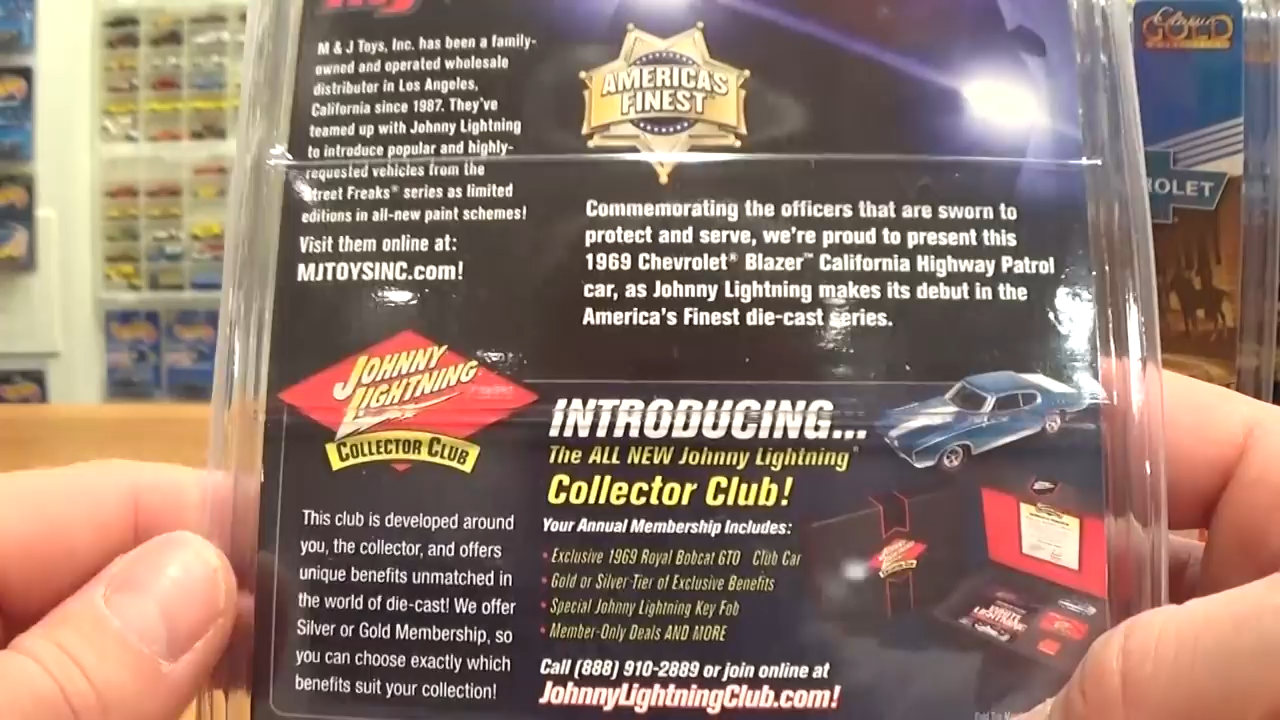 M & J Toys, Inc. has been a family-
owned and operated wholesale
distributor in Los Angeles,
California since 1987. They've
teamed up with Johnny Lightning
to introduce popular and highly-
requested vehicles from the
Street Freaks® series as limited
editions in all-new paint schemes!
Visit them online at:
MJTOYSINC.com!
AMERICA'S
FINEST
Commemorating the officers that are sworn to
protect and serve, we're proud to present this
1969 Chevrolet® Blazer™ California Highway Patrol
car, as Johnny Lightning makes its debut in the
America's Finest die-cast series.
JOHNNY
LIGHTNING
COLLECTOR CLUB
This club is developed around
you, the collector, and offers
unique benefits unmatched in
the world of die-cast! We offer
Silver or Gold Membership, so
you can choose exactly which
benefits suit your collection!
INTRODUCING...
The ALL NEW Johnny Lightning®
Collector Club!
Your Annual Membership Includes:
• Exclusive 1969 Royal Bobcat GTO Club Car
• Gold or Silver Tier of Exclusive Benefits
• Special Johnny Lightning Key Fob
• Member-Only Deals AND MORE
Call (888) 910-2889 or join online at
JohnnyLightningClub.com!
Classic
GOLD
OLET